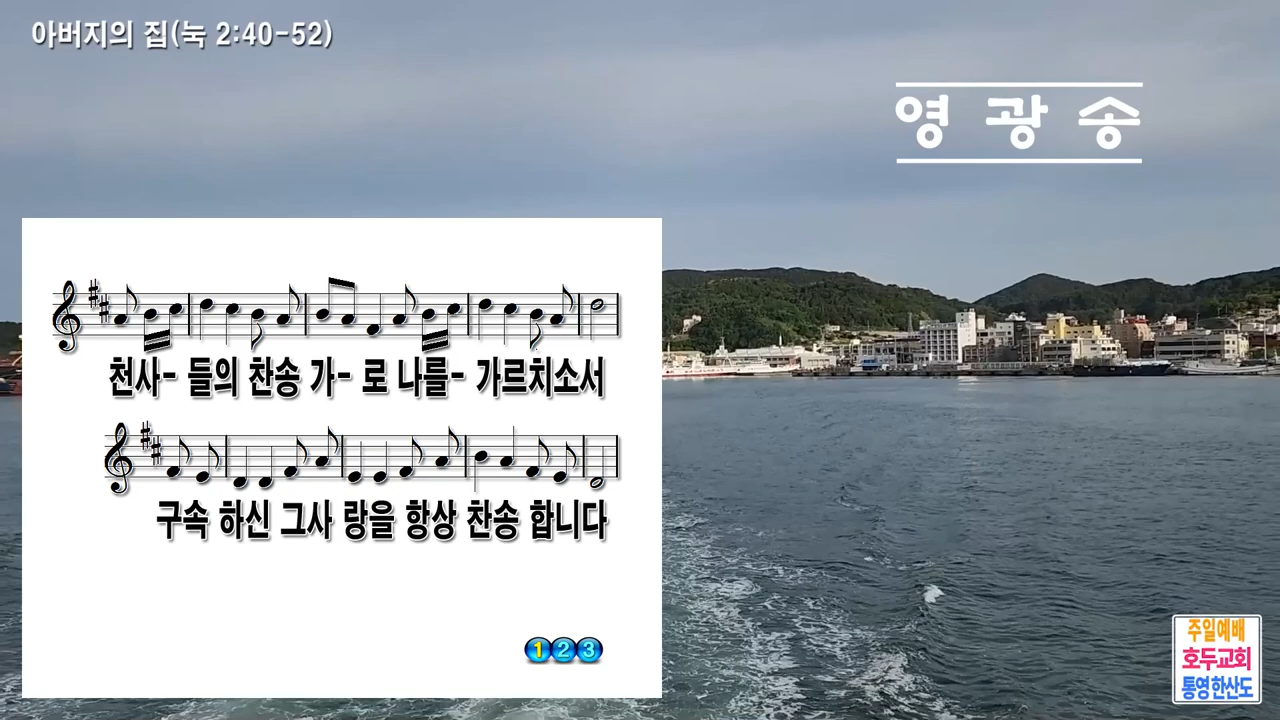 아버지의 집(눅 2:40-52)
영 광 송
천사- 들의 찬송 가- 로 나를- 가르치소서
구속 하신 그사 랑을 항상 찬송 합니다
1 2 3
주일예배
호두교회
통영한산도